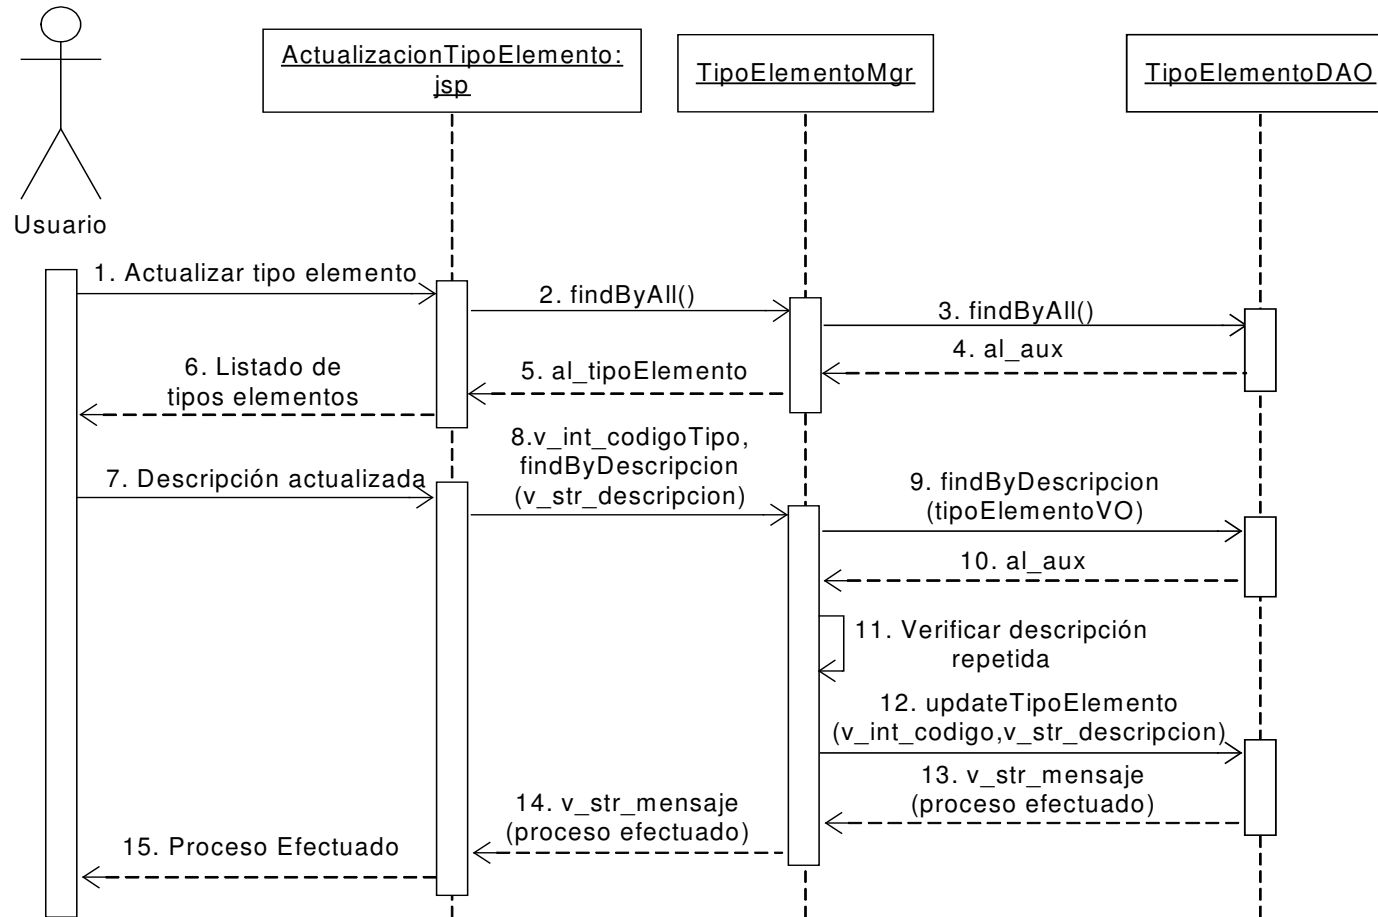 ActualizacionTipoElemento:
jsp
TipoElementoMgr
TipoElementoDAO
Usuario
1. Actualizar tipo elemento
2. findByAll()
3. findByAll()
4. al_aux
5. al_tipoElemento
6. Listado de
tipos elementos
7. Descripción actualizada
8.v_int_codigoTipo,
findByDescripcion
(v_str_descripcion)
9. findByDescripcion
(tipoElementoVO)
10. al_aux
11. Verificar descripción
repetida
12. updateTipoElemento
(v_int_codigo,v_str_descripcion)
13. v_str_mensaje
(proceso efectuado)
14. v_str_mensaje
(proceso efectuado)
15. Proceso Efectuado